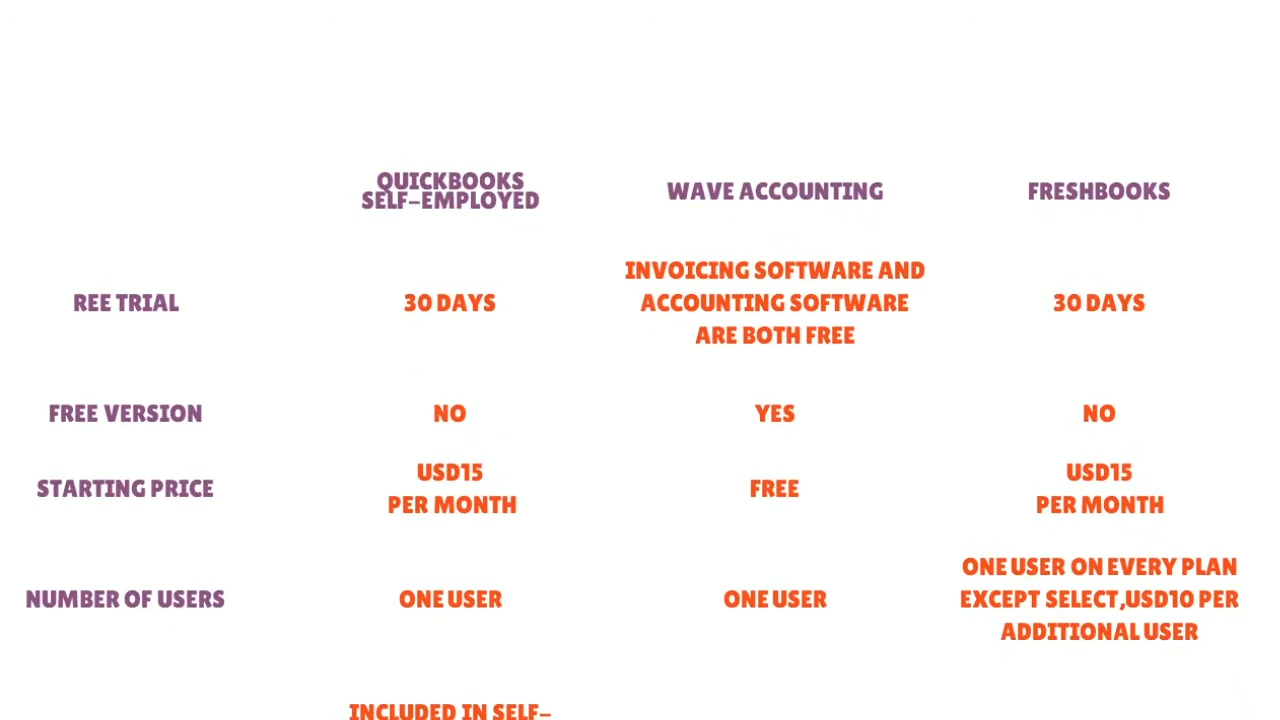 QUICKBOOKS
SELF-EMPLOYED
WAVE ACCOUNTING
FRESHBOOKS
REE TRIAL
30 DAYS
INVOICING SOFTWARE AND
ACCOUNTING SOFTWARE
ARE BOTH FREE
30 DAYS
FREE VERSION
NO
YES
NO
STARTING PRICE
USD15
PER MONTH
FREE
USD15
PER MONTH
NUMBER OF USERS
ONE USER
ONE USER
ONE USER ON EVERY PLAN
EXCEPT SELECT,USD10 PER
ADDITIONAL USER
INCLUDED IN SELF-